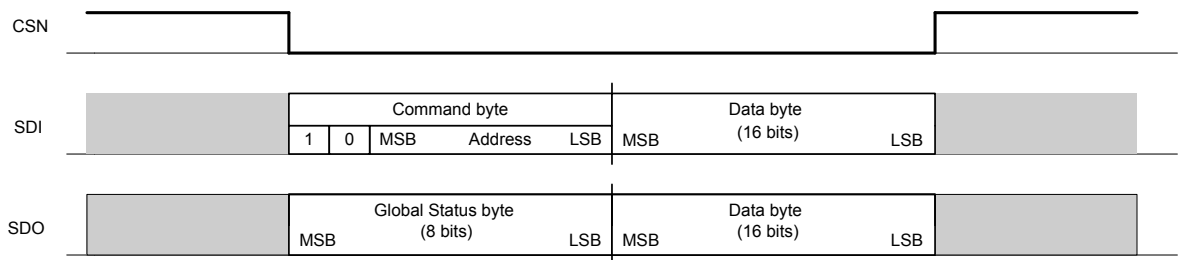 CSN
SDI
Command byte
1 0 MSB Address LSB
Data byte
(16 bits)
MSB LSB
SDO
Global Status byte
(8 bits)
MSB LSB
Data byte
(16 bits)
MSB LSB